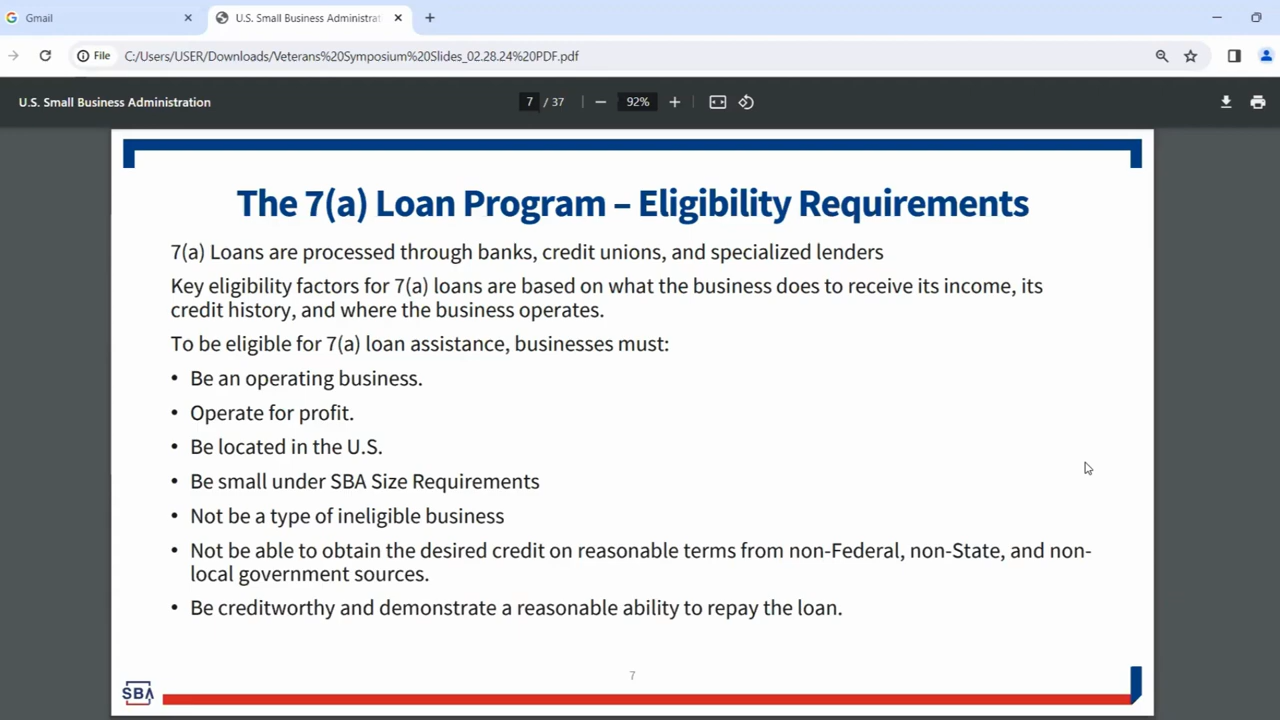 Gmail
U.S. Small Business Administrat
File
C:/Users/USER/Downloads/Veterans%20Symposium%20Slides_02.28.24%20PDF.pdf
U.S. Small Business Administration
7 / 37
92%
The 7(a) Loan Program – Eligibility Requirements
7(a) Loans are processed through banks, credit unions, and specialized lenders
Key eligibility factors for 7(a) loans are based on what the business does to receive its income, its
credit history, and where the business operates.
To be eligible for 7(a) loan assistance, businesses must:
• Be an operating business.
• Operate for profit.
• Be located in the U.S.
• Be small under SBA Size Requirements
• Not be a type of ineligible business
• Not be able to obtain the desired credit on reasonable terms from non-Federal, non-State, and non-
local government sources.
• Be creditworthy and demonstrate a reasonable ability to repay the loan.
7
SBA